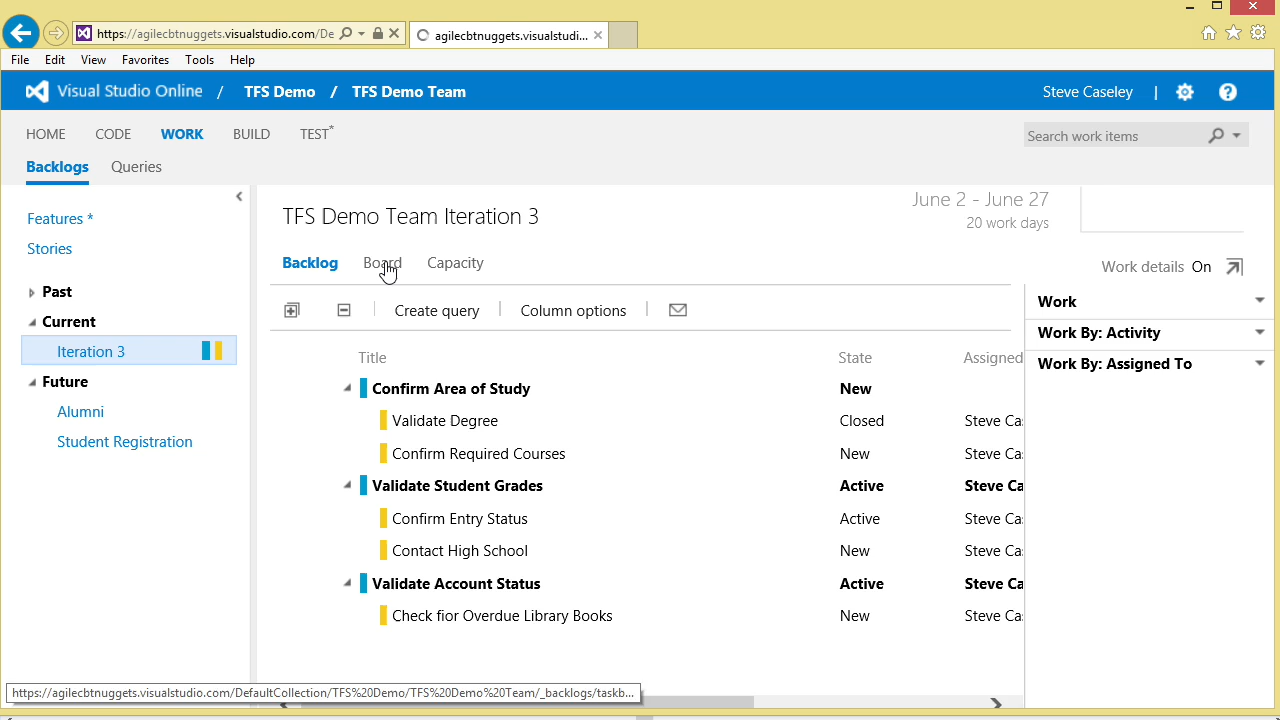 https://agilecbtnuggets.visualstudio.com/De
agilecbtnuggets.visualstudi...
File Edit View Favorites Tools Help
Visual Studio Online / TFS Demo / TFS Demo Team
Steve Caseley |
HOME CODE WORK BUILD TEST*
Search work items
Backlogs Queries
Features *
Stories
Past
Current
Iteration 3
Future
Alumni
Student Registration
TFS Demo Team Iteration 3
June 2 - June 27
20 work days
Backlog Board Capacity
Work details On
Create query Column options
Title State Assigned
Confirm Area of Study New
Validate Degree Closed Steve Ca
Confirm Required Courses New Steve Ca
Validate Student Grades Active Steve Ca
Confirm Entry Status Active Steve Ca
Contact High School New Steve Ca
Validate Account Status Active Steve Ca
Check fior Overdue Library Books New Steve Ca
Work
Work By: Activity
Work By: Assigned To
https://agilecbtnuggets.visualstudio.com/DefaultCollection/TFS%20Demo/TFS%20Demo%20Team/_backlogs/taskb...